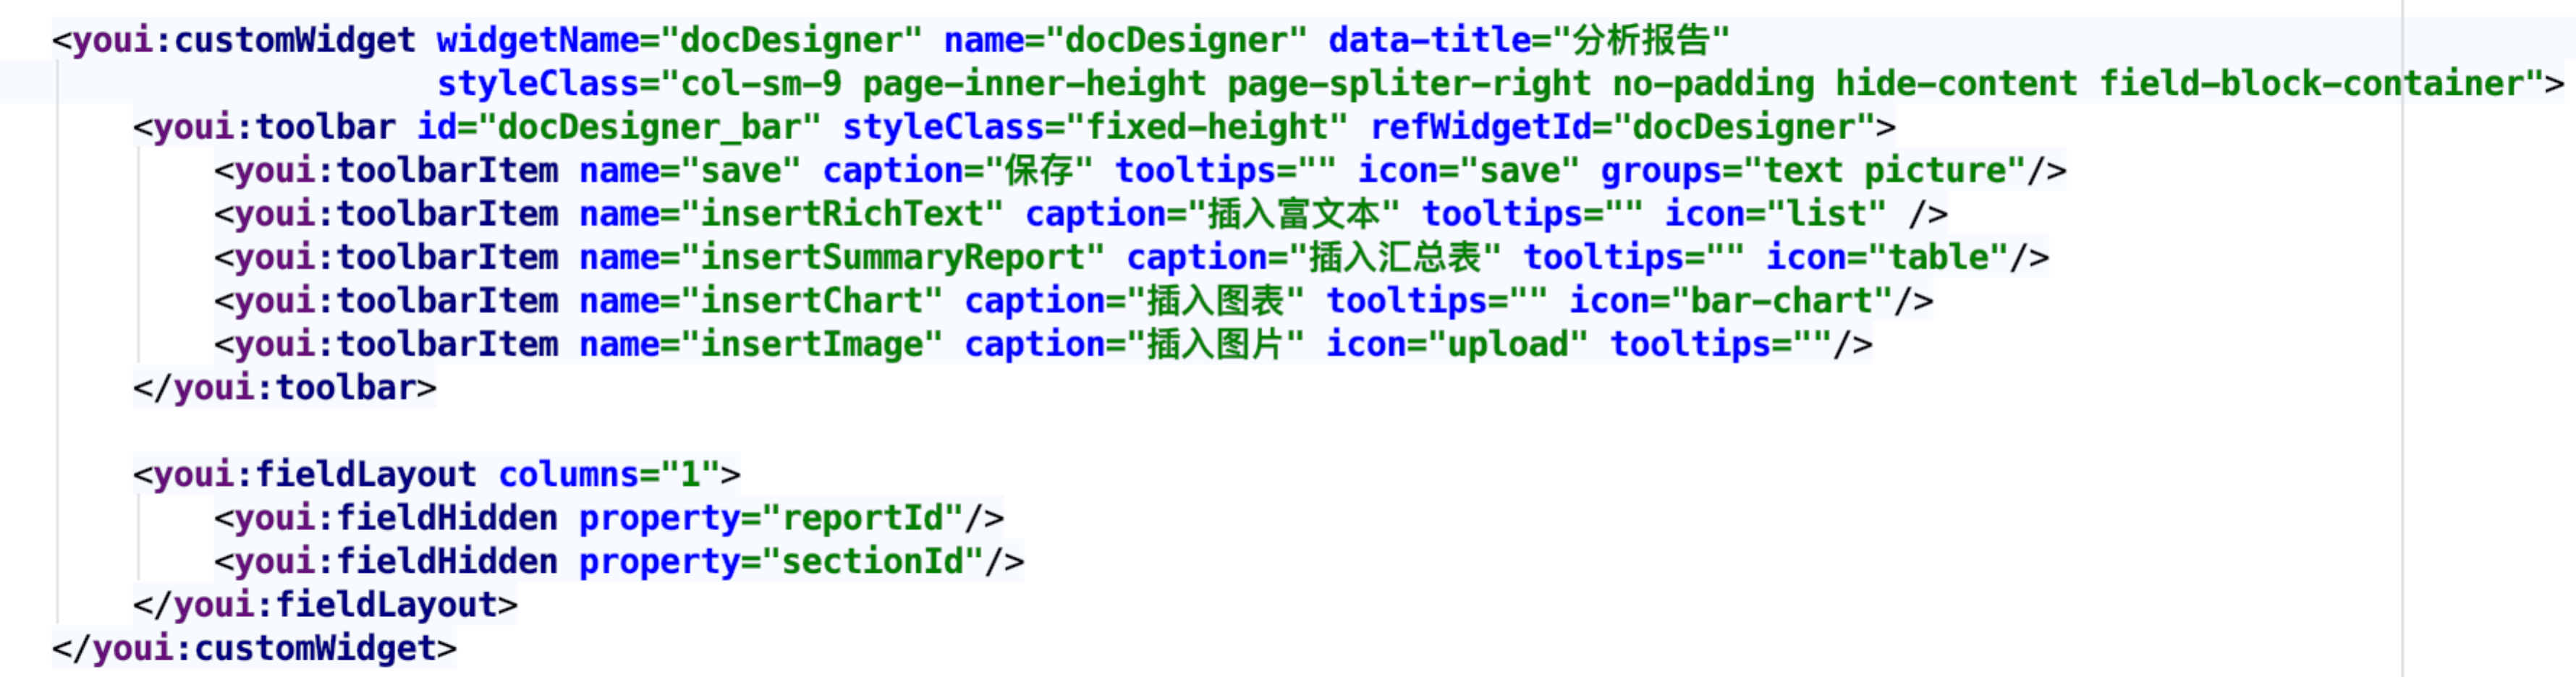 <youi:customWidget widgetName="docDesigner" name="docDesigner" data-title="分析报告"
styleClass="col-sm-9 page-inner-height page-spliter-right no-padding hide-content field-block-container">
<youi:toolbar id="docDesigner_bar" styleClass="fixed-height" refWidgetId="docDesigner">
<youi:toolbarItem name="save" caption="保存" tooltips="" icon="save" groups="text picture"/>
<youi:toolbarItem name="insertRichText" caption="插入富文本" tooltips="" icon="list" />
<youi:toolbarItem name="insertSummaryReport" caption="插入汇总表" tooltips="" icon="table"/>
<youi:toolbarItem name="insertChart" caption="插入图表" tooltips="" icon="bar-chart"/>
<youi:toolbarItem name="insertImage" caption="插入图片" icon="upload" tooltips=""/>
</youi:toolbar>
<youi:fieldLayout columns="1">
<youi:fieldHidden property="reportId"/>
<youi:fieldHidden property="sectionId"/>
</youi:fieldLayout>
</youi:customWidget>